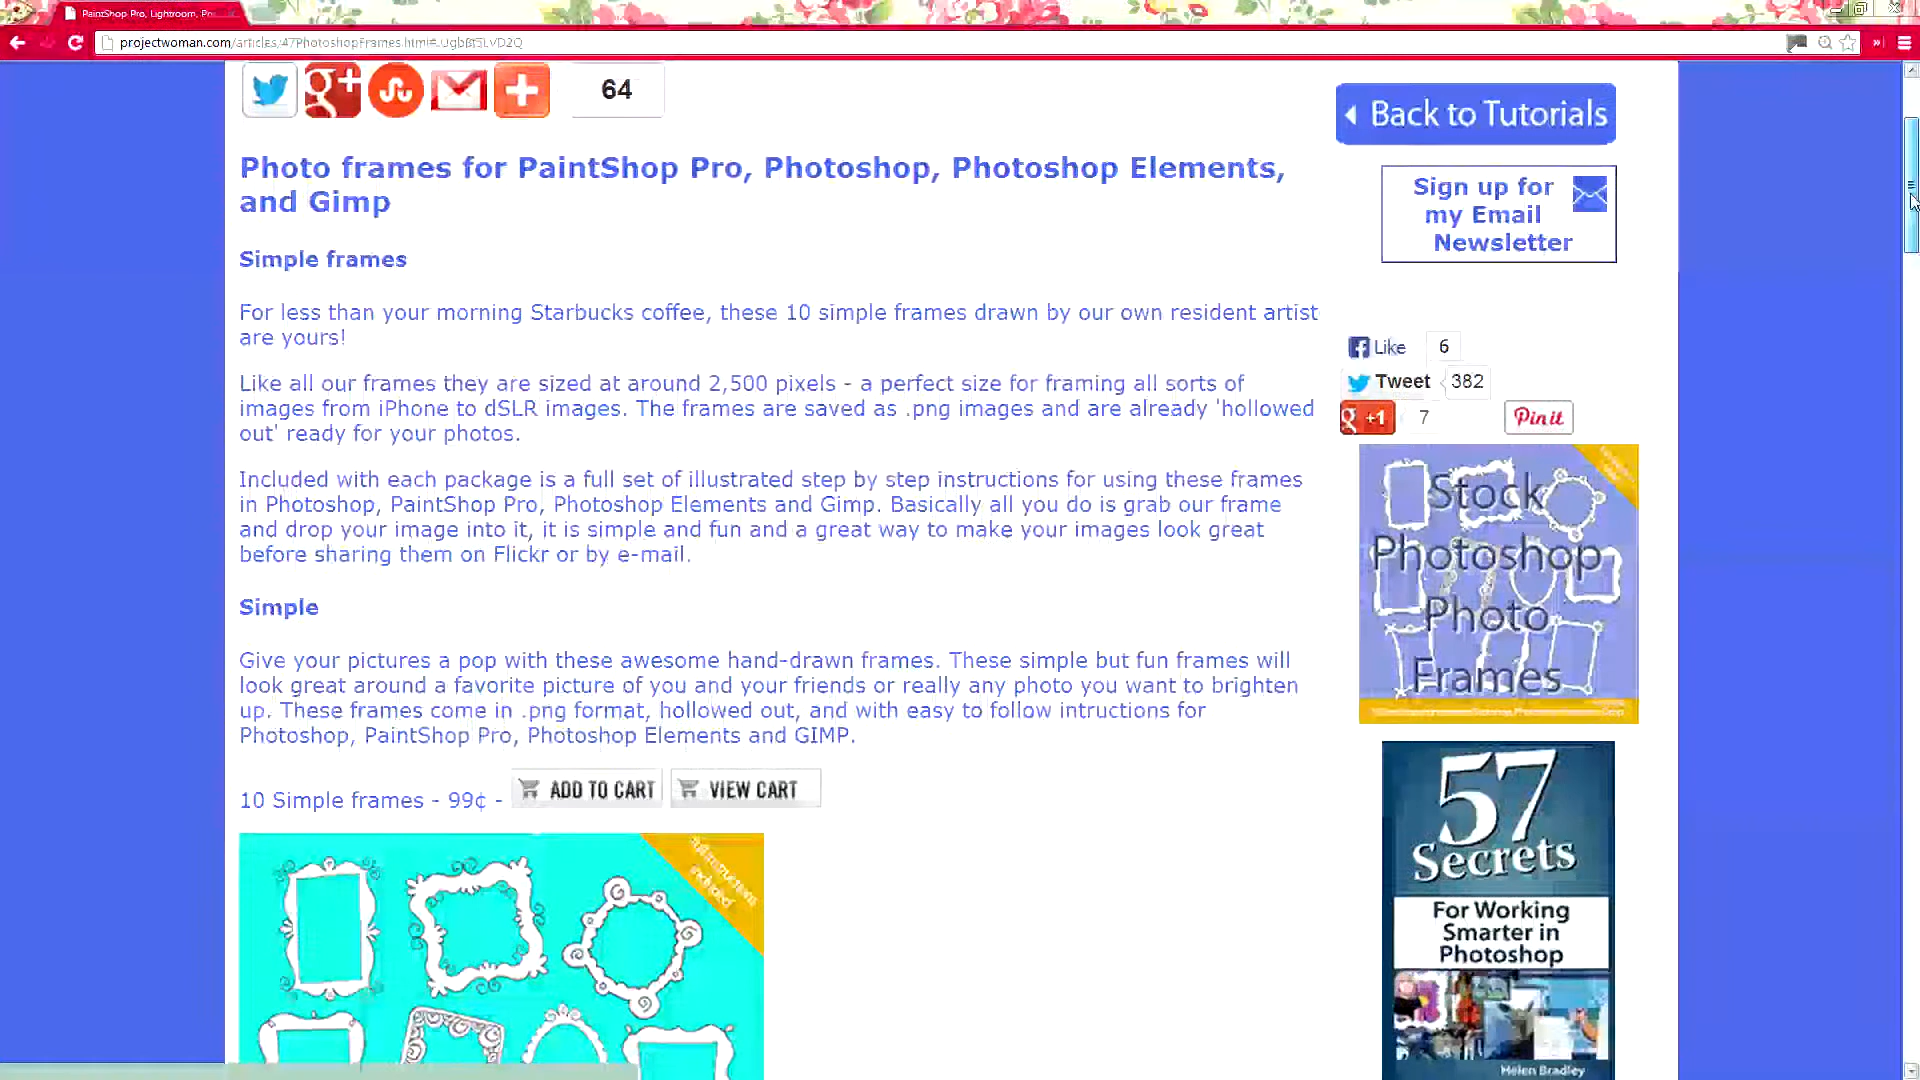 PaintShop Pro, Lightroom, P
projectwoman.com/articles/47PhotoshopFrames.html#.
64
Back to Tutorials
Photo frames for PaintShop Pro, Photoshop, Photoshop Elements,
and Gimp
Sign up for
my Email
Newsletter
Simple frames
For less than your morning Starbucks coffee, these 10 simple frames drawn by our own resident artist
are yours!
Like 6
Tweet 382
g +1 7
Pin it
Like all our frames they are sized at around 2,500 pixels - a perfect size for framing all sorts of
images from iPhone to dSLR images. The frames are saved as .png images and are already 'hollowed
out' ready for your photos.
Included with each package is a full set of illustrated step by step instructions for using these frames
in Photoshop, PaintShop Pro, Photoshop Elements and Gimp. Basically all you do is grab our frame
and drop your image into it, it is simple and fun and a great way to make your images look great
before sharing them on Flickr or by e-mail.
Stock
Photoshop
Photo
Frames
Simple
Give your pictures a pop with these awesome hand-drawn frames. These simple but fun frames will
look great around a favorite picture of you and your friends or really any photo you want to brighten
up. These frames come in .png format, hollowed out, and with easy to follow intructions for
Photoshop, PaintShop Pro, Photoshop Elements and GIMP.
10 Simple frames - 99¢ - ADD TO CART VIEW CART
57
Secrets
For Working
Smarter in
Photoshop
Helen Bradley